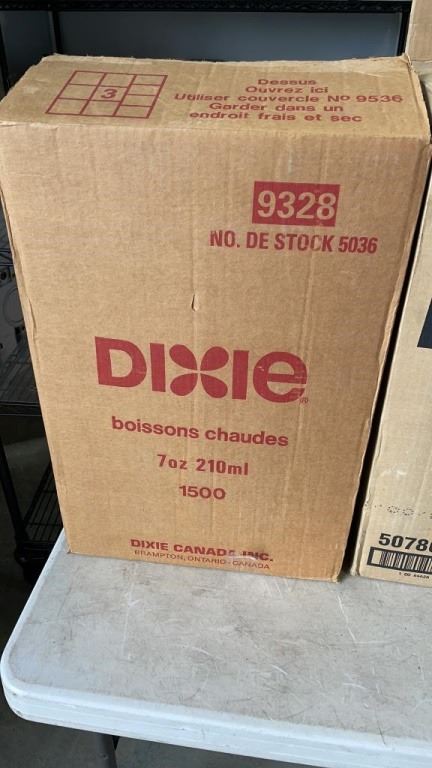 3
Dessus
Ouvrez ici
Utiliser couvercle No 9536
Garder dans un
endroit frais et sec
9328
NO. DE STOCK 5036
DIXIE
boissons chaudes
7oz 210ml
1500
DIXIE CANADA INC.
BRAMPTON, ONTARIO-CANADA